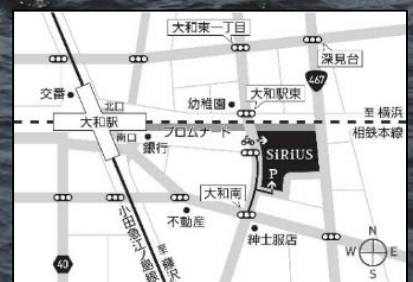 大和東一丁目
深見台
467
交番
北口
幼稚園
大和駅東
至 横浜
大和駅
プロムナード
相鉄本線
南口
銀行
SiRiUS
P
大和南
不動産
紳士服店
小田急江ノ島線
至 藤沢
40
N
W
E
S